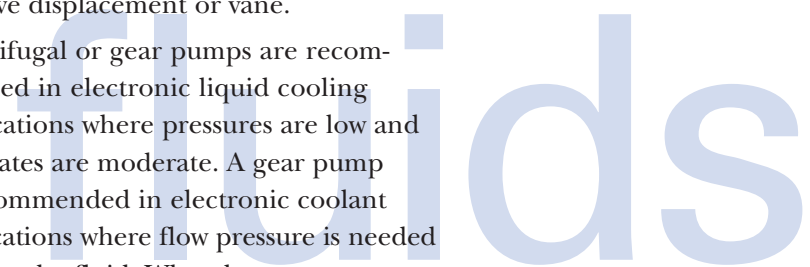 ve displacement or vane.
ifugal or gear pumps are recom-
ed in electronic liquid cooling
cations where pressures are low and
ates are moderate. A gear pump
ommended in electronic coolant
cations where flow pressure is needed
fluids